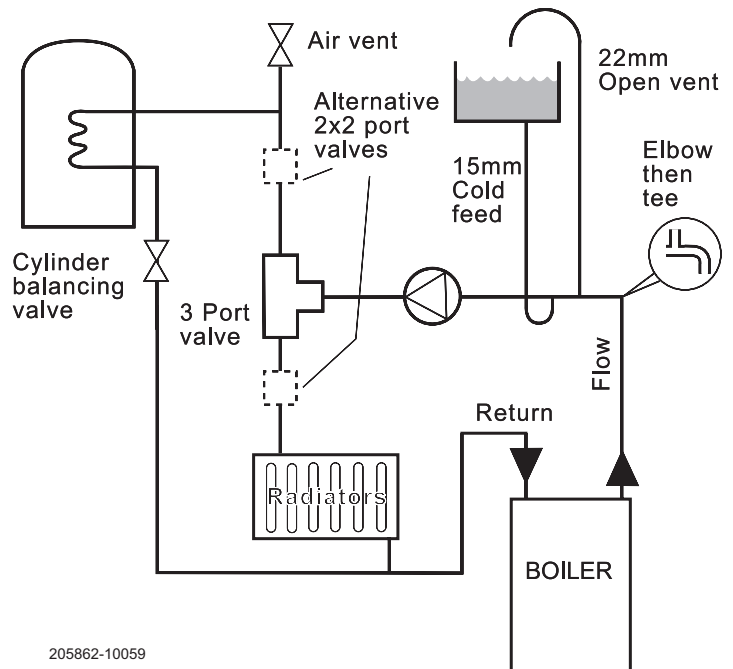 Air vent
22mm
Open vent
Alternative
2x2 port
valves
Elbow
then
tee
15mm
Cold
feed
Cylinder
balancing
valve
3 Port
valve
Flow
Return
Radiators
BOILER
205862-10059